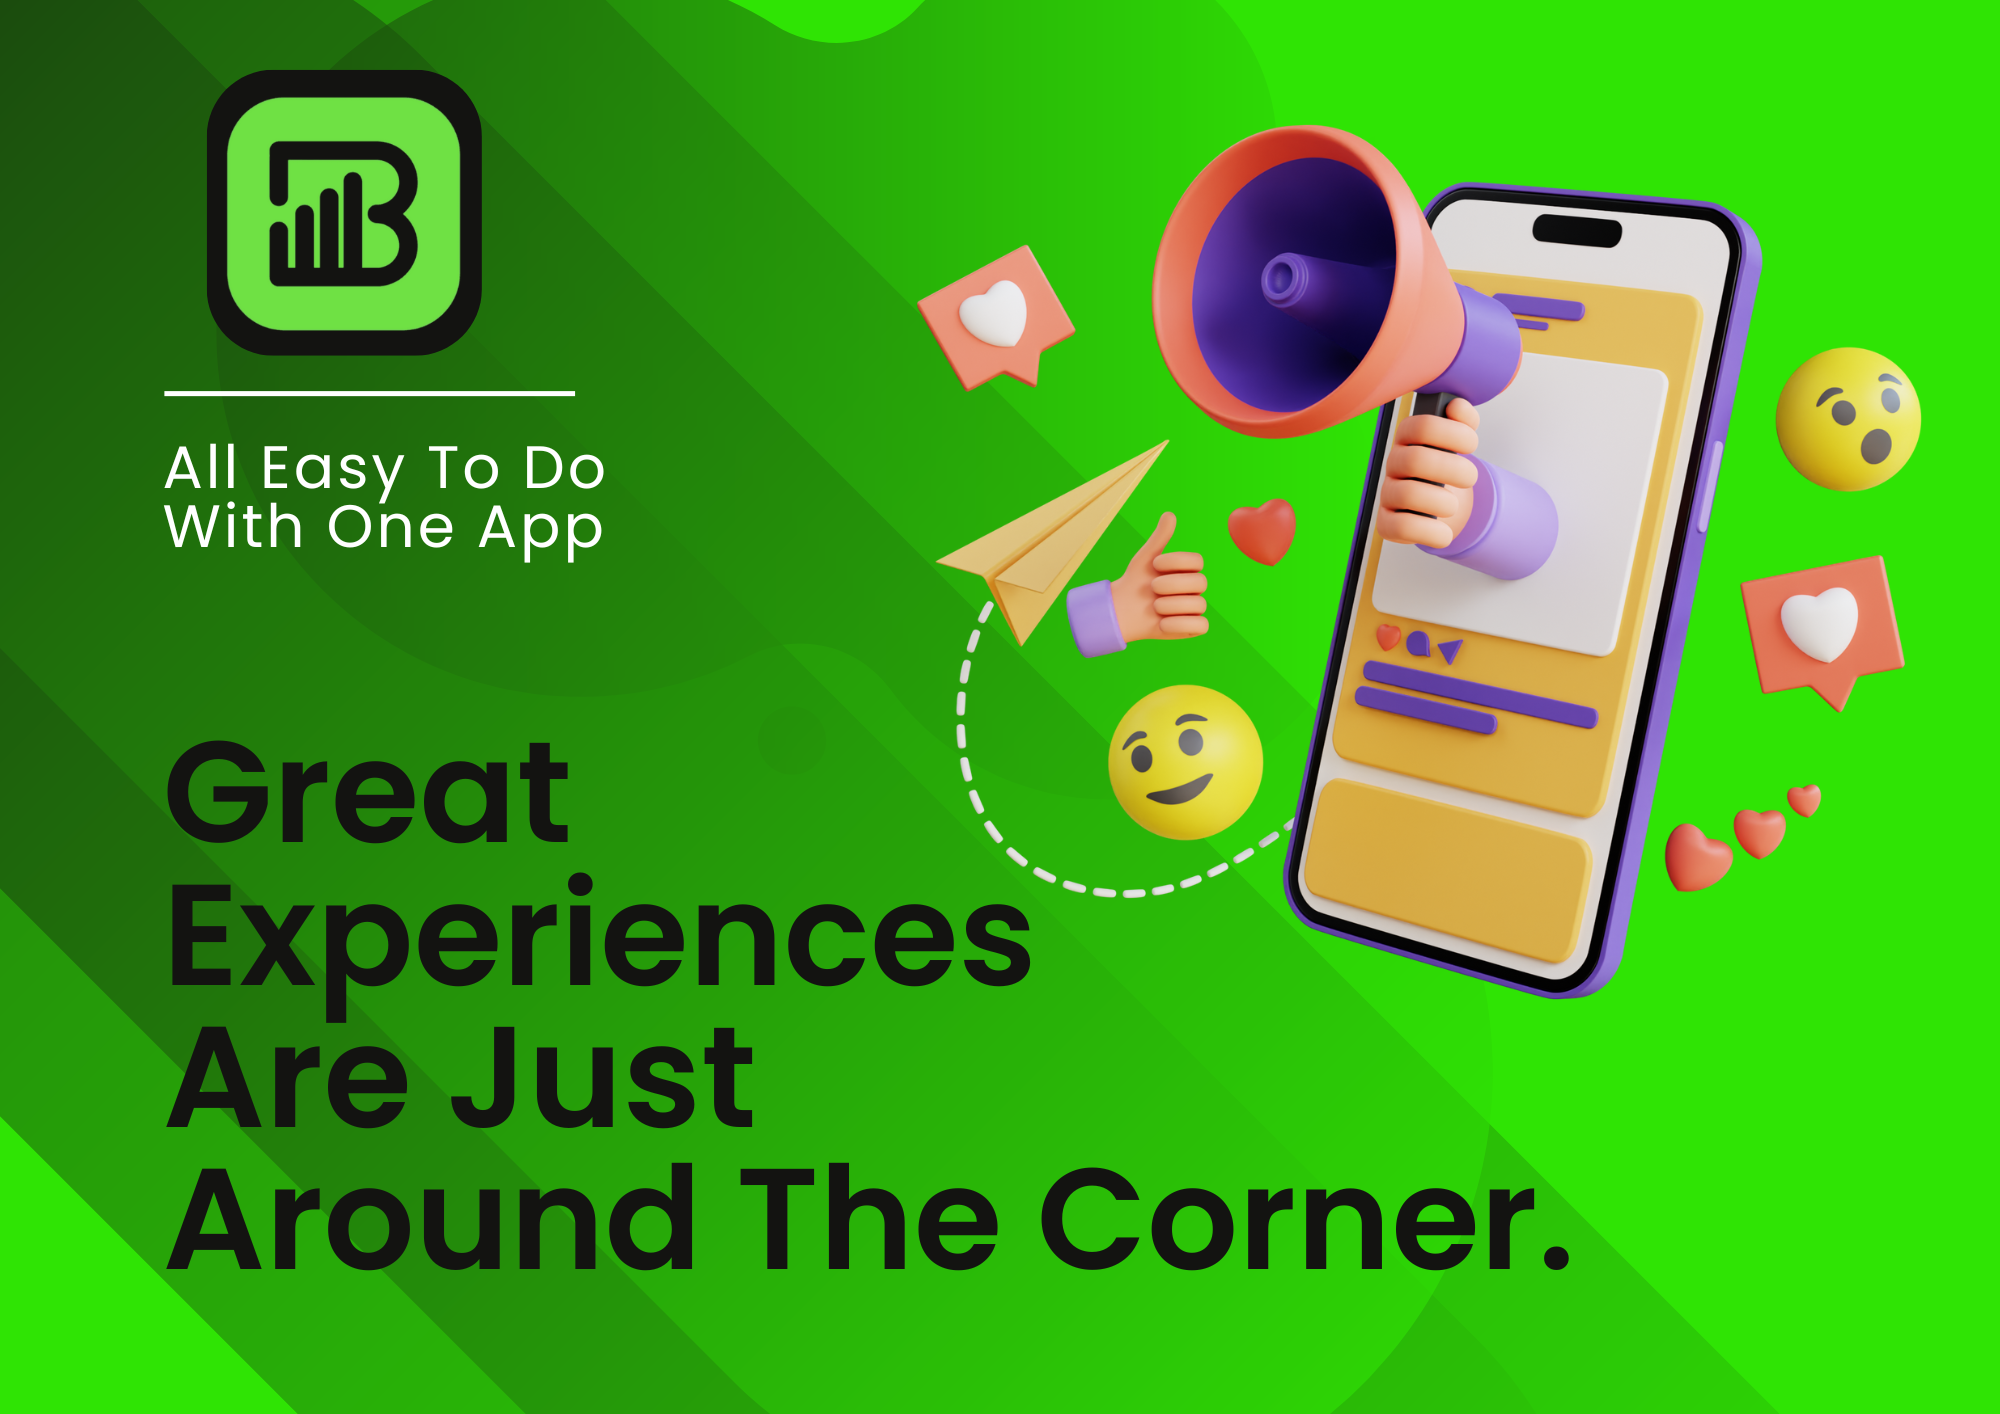 B
All Easy To Do
With One App
Great
Experiences
Are Just
Around The Corner.